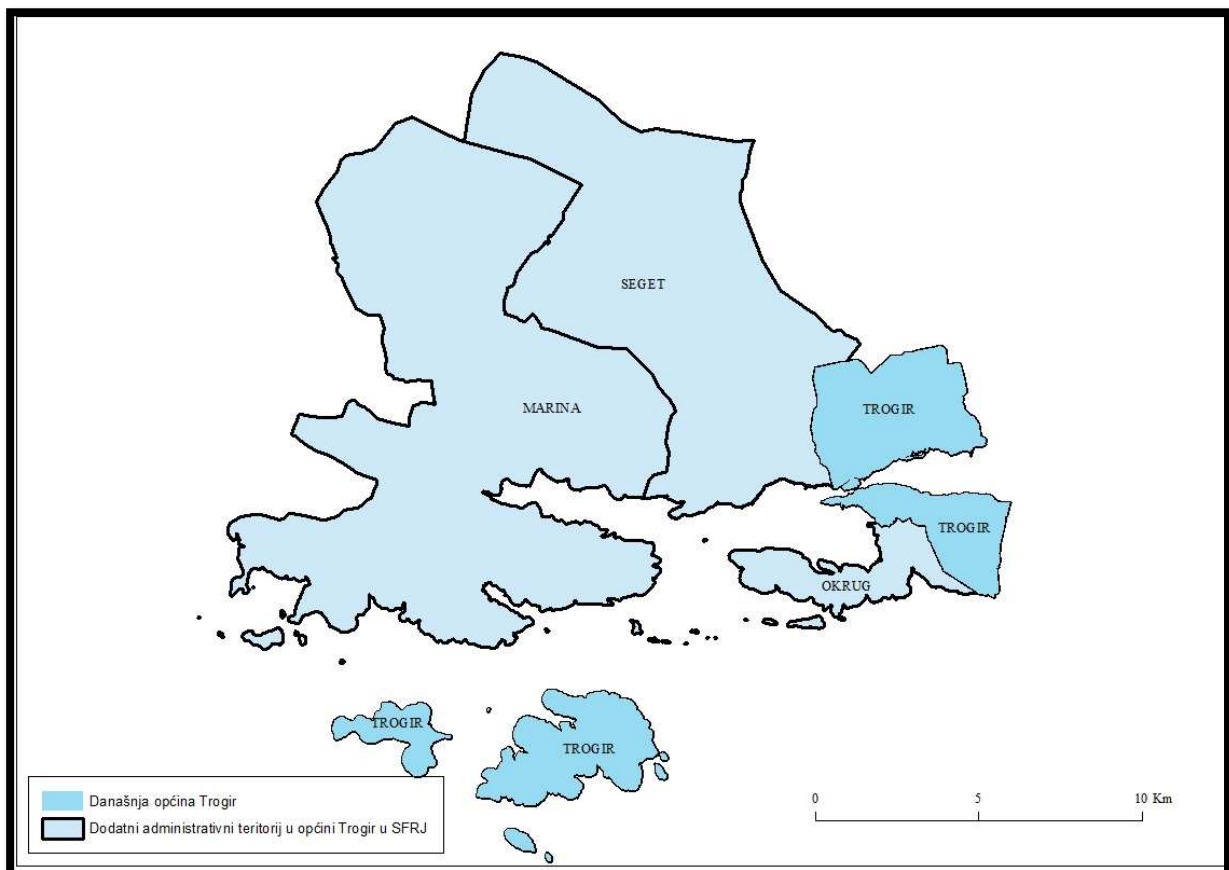 SEGET
MARINA
TROGIR
TROGIR
OKRUG
TROGIR
TROGIR
Današnja općina Trogir
Dodatni administrativni teritorij u općini Trogir u SFRJ
0 5 10 Km